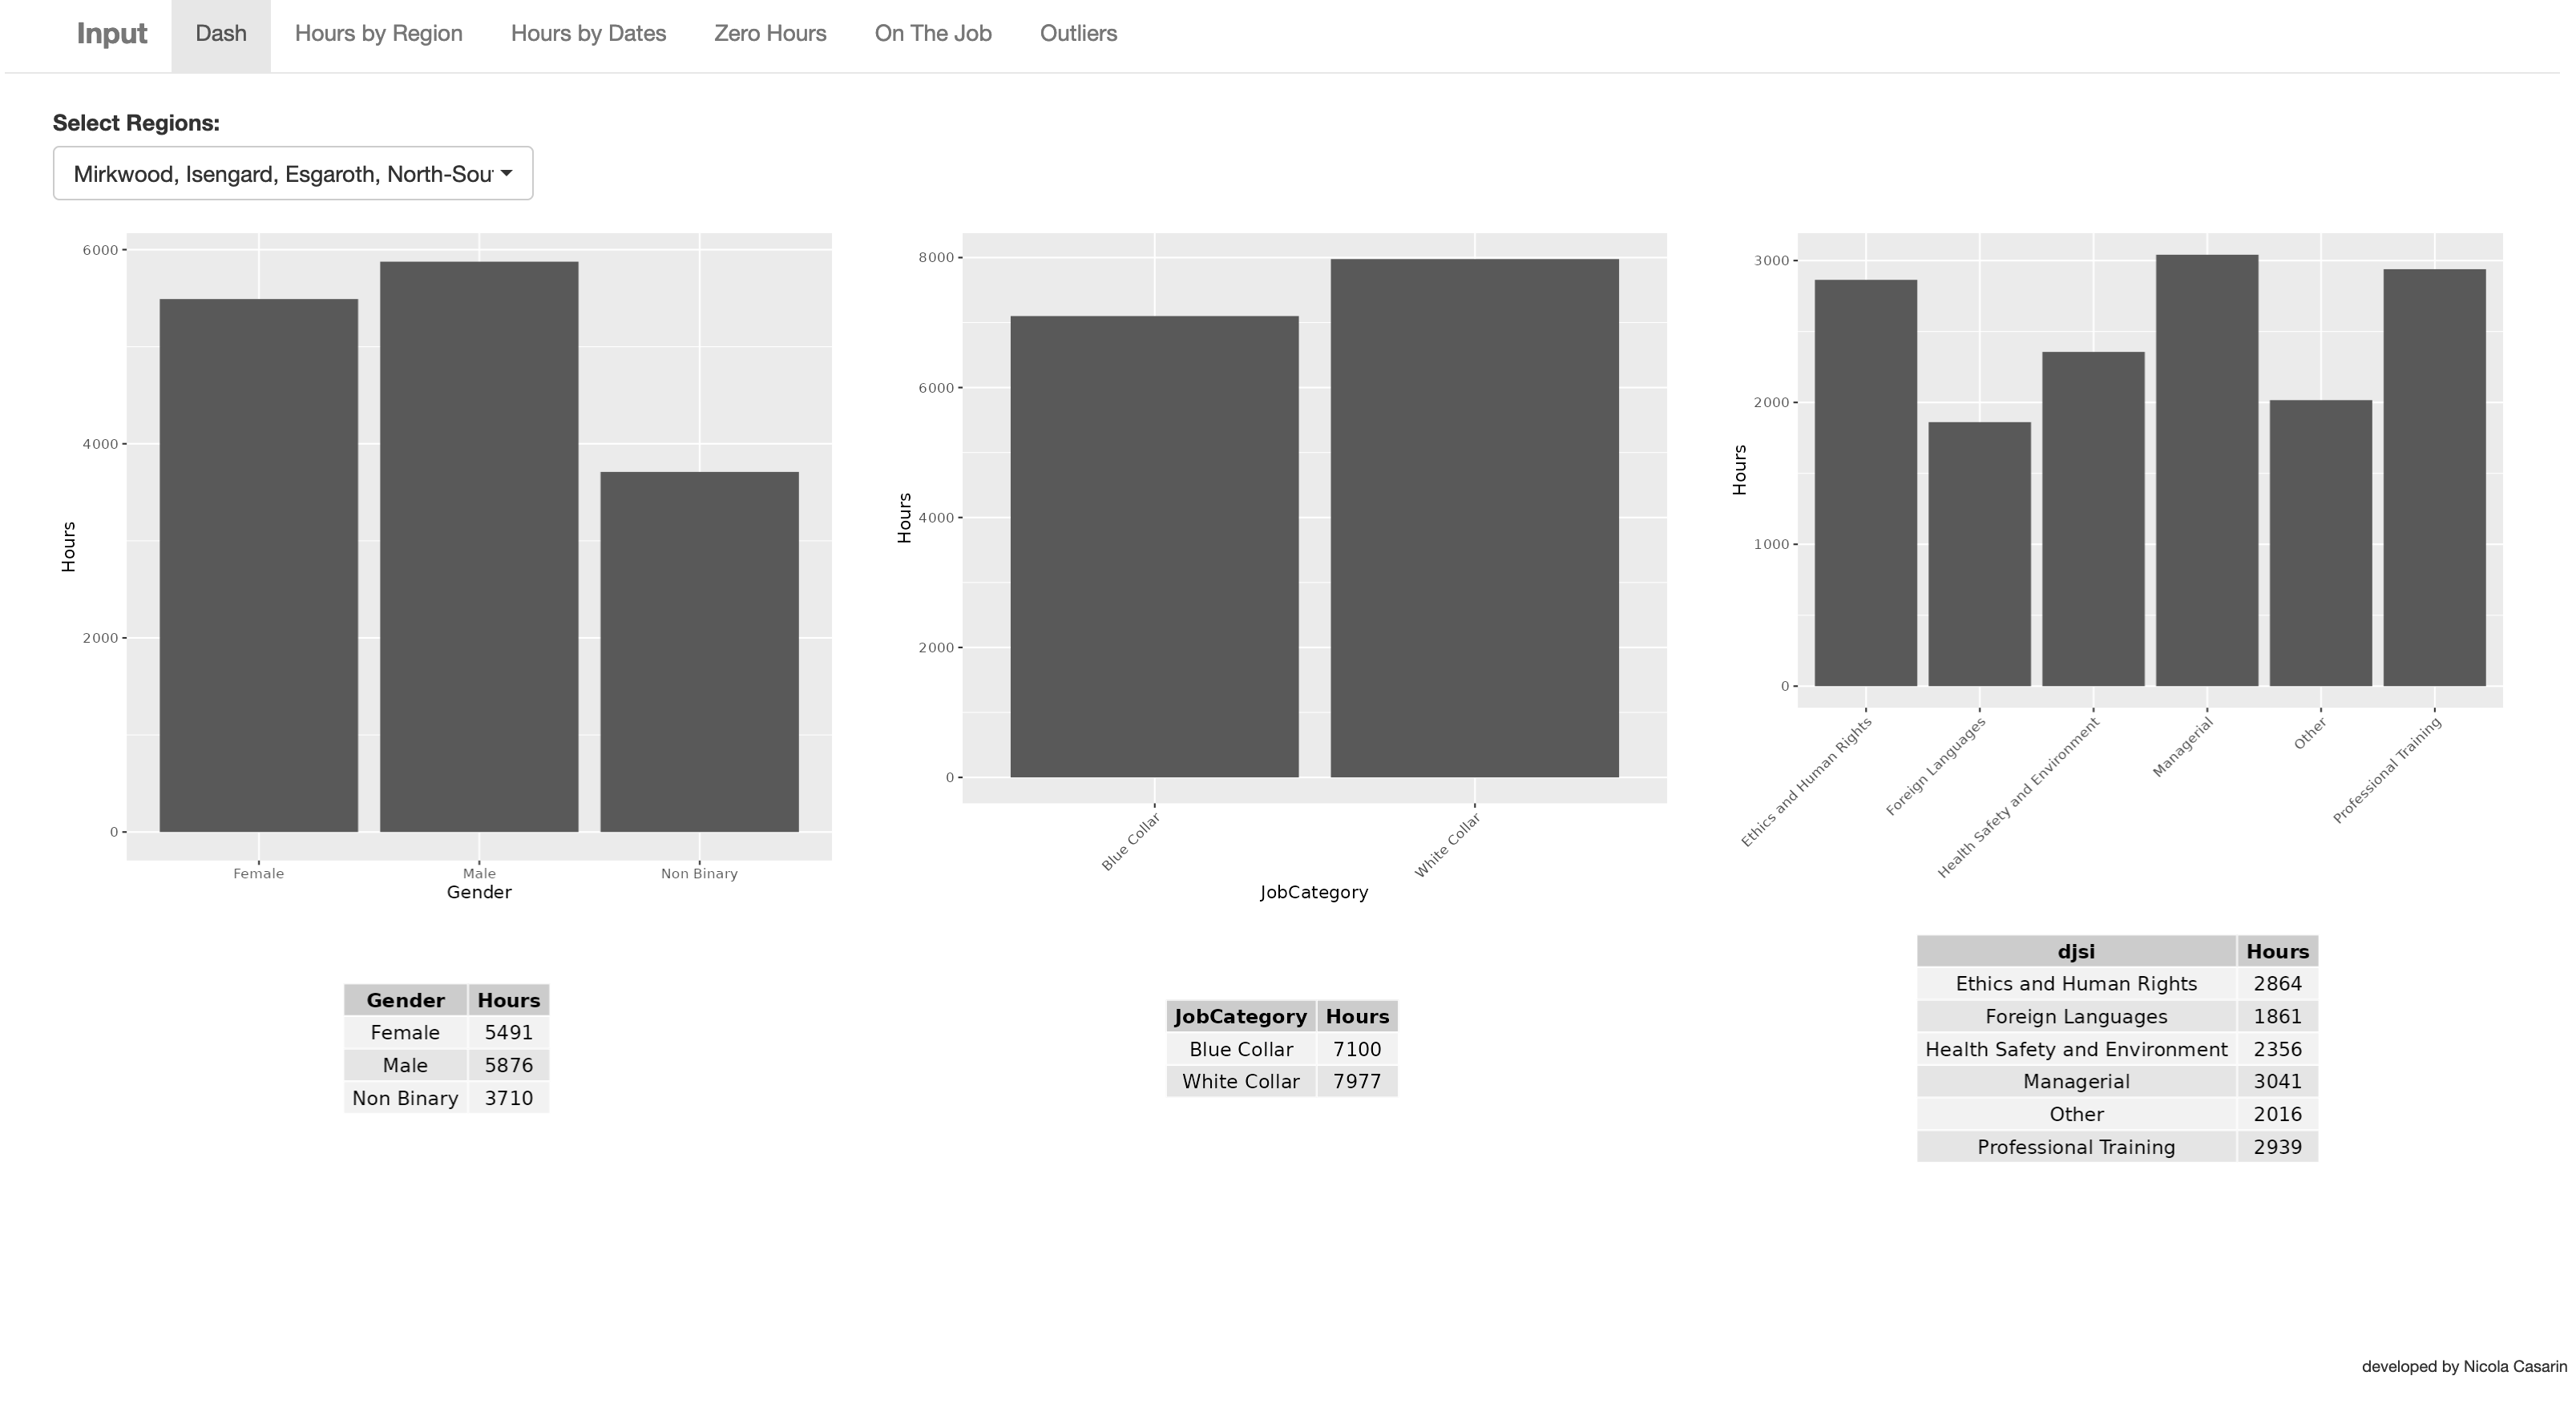 Input Dash Hours by Region Hours by Dates Zero Hours On The Job Outliers
Select Regions:
Mirkwood, Isengard, Esgaroth, North-Sou
6000
4000
2000
0
Hours
Female Male Non Binary
Gender
8000
6000
4000
2000
0
Hours
Blue Collar White Collar
JobCategory
3000
2000
1000
0
Hours
Ethics and Human Rights
Foreign Languages
Health Safety and Environment
Managerial
Other
Professional Training
Gender Hours
Female 5491
Male 5876
Non Binary 3710
JobCategory Hours
Blue Collar 7100
White Collar 7977
djsi Hours
Ethics and Human Rights 2864
Foreign Languages 1861
Health Safety and Environment 2356
Managerial 3041
Other 2016
Professional Training 2939
developed by Nicola Casarin